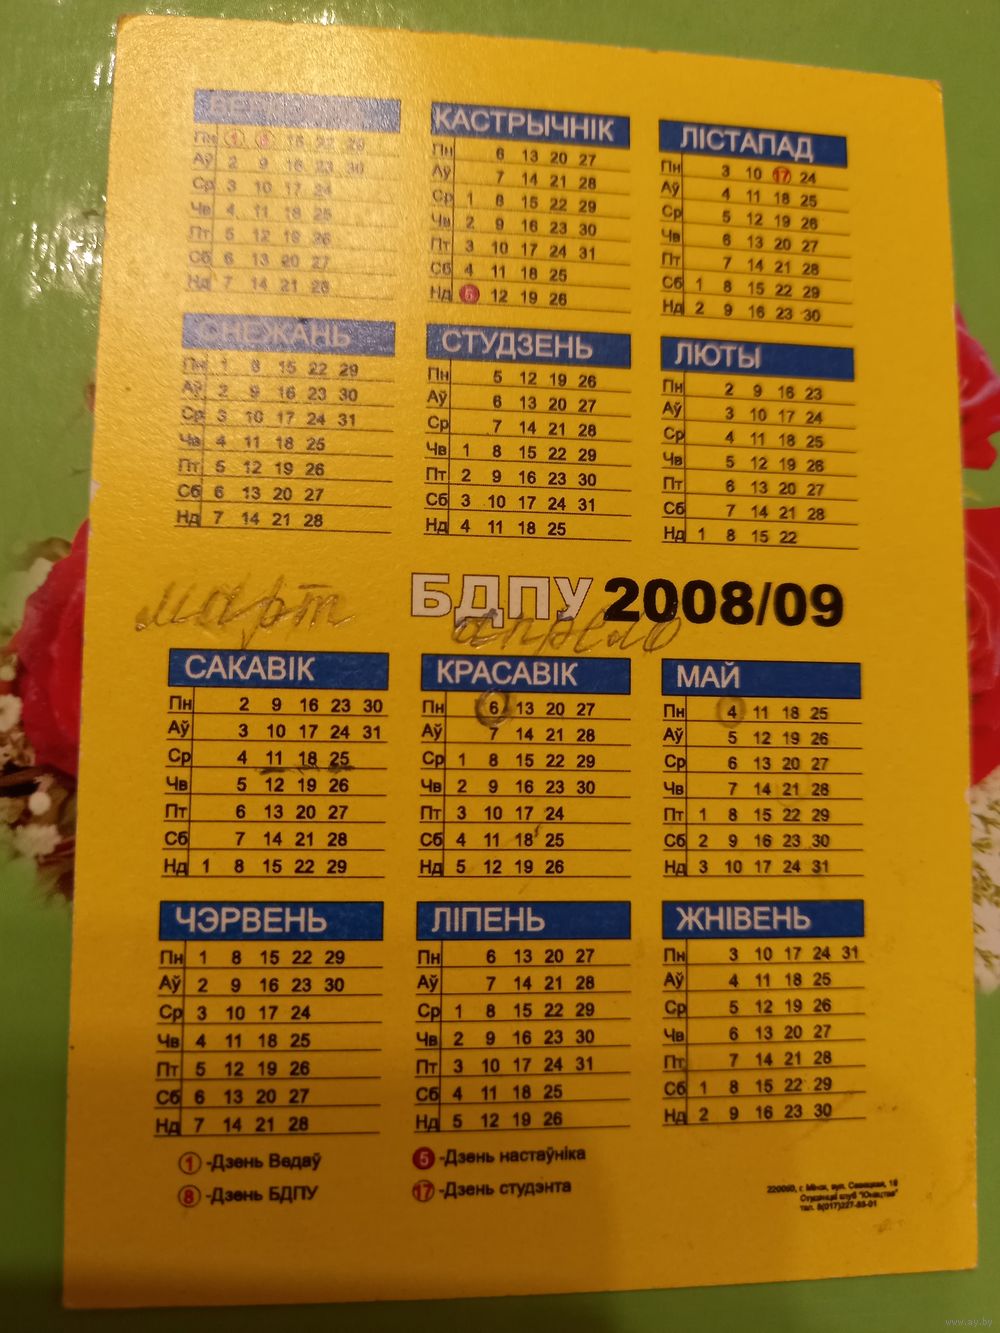 ВЕРАСЕНЬ
Пн 1 8 15 22 29
Аў 2 9 16 23 30
Ср 3 10 17 24
Чв 4 11 18 25
Пт 5 12 19 26
Сб 6 13 20 27
Нд 7 14 21 28
КАСТРЫЧНІК
Пн 6 13 20 27
Аў 7 14 21 28
Ср 1 8 15 22 29
Чв 2 9 16 23 30
Пт 3 10 17 24 31
Сб 4 11 18 25
Нд 5 12 19 26
ЛІСТАПАД
Пн 3 10 17 24
Аў 4 11 18 25
Ср 5 12 19 26
Чв 6 13 20 27
Пт 7 14 21 28
Сб 1 8 15 22 29
Нд 2 9 16 23 30
СНЕЖАНЬ
Пн 1 8 15 22 29
Аў 2 9 16 23 30
Ср 3 10 17 24 31
Чв 4 11 18 25
Пт 5 12 19 26
Сб 6 13 20 27
Нд 7 14 21 28
СТУДЗЕНЬ
Пн 5 12 19 26
Аў 6 13 20 27
Ср 7 14 21 28
Чв 1 8 15 22 29
Пт 2 9 16 23 30
Сб 3 10 17 24 31
Нд 4 11 18 25
ЛЮТЫ
Пн 2 9 16 23
Аў 3 10 17 24
Ср 4 11 18 25
Чв 5 12 19 26
Пт 6 13 20 27
Сб 7 14 21 28
Нд 1 8 15 22
БДПУ 2008/09
март
апрель
САКАВІК
Пн 2 9 16 23 30
Аў 3 10 17 24 31
Ср 4 11 18 25
Чв 5 12 19 26
Пт 6 13 20 27
Сб 7 14 21 28
Нд 1 8 15 22 29
КРАСАВІК
Пн 6 13 20 27
Аў 7 14 21 28
Ср 1 8 15 22 29
Чв 2 9 16 23 30
Пт 3 10 17 24
Сб 4 11 18 25
Нд 5 12 19 26
МАЙ
Пн 4 11 18 25
Аў 5 12 19 26
Ср 6 13 20 27
Чв 7 14 21 28
Пт 1 8 15 22 29
Сб 2 9 16 23 30
Нд 3 10 17 24 31
ЧЭРВЕНЬ
Пн 1 8 15 22 29
Аў 2 9 16 23 30
Ср 3 10 17 24
Чв 4 11 18 25
Пт 5 12 19 26
Сб 6 13 20 27
Нд 7 14 21 28
ЛІПЕНЬ
Пн 6 13 20 27
Аў 7 14 21 28
Ср 1 8 15 22 29
Чв 2 9 16 23 30
Пт 3 10 17 24 31
Сб 4 11 18 25
Нд 5 12 19 26
ЖНІВЕНЬ
Пн 3 10 17 24 31
Аў 4 11 18 25
Ср 5 12 19 26
Чв 6 13 20 27
Пт 7 14 21 28
Сб 1 8 15 22 29
Нд 2 9 16 23 30
1 -Дзень Ведаў
8 -Дзень БДПУ
5 -Дзень настаўніка
17 -Дзень студэнта
220050, г. Мінск, вул. Савецкая, 18
Студэнцкі клуб "Юнацтва"
www.ay.by